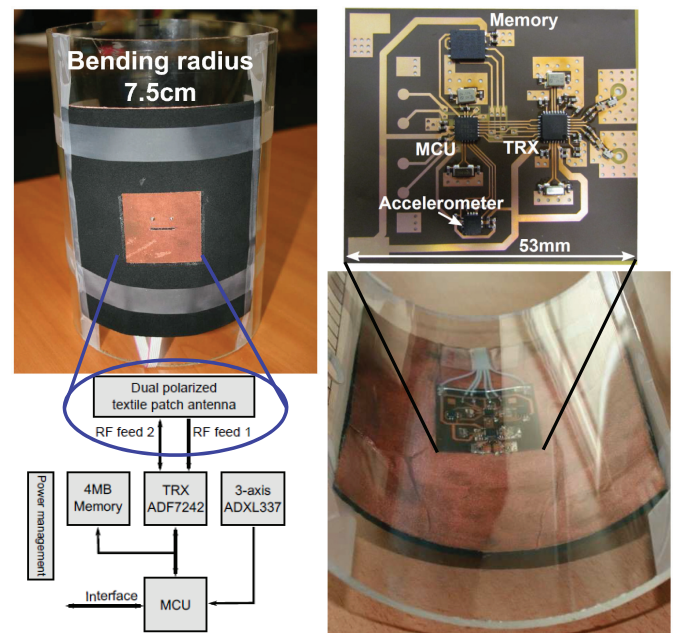 Bending radius
7.5cm
Memory
MCU
TRX
Accelerometer
53mm
Dual polarized
textile patch antenna
RF feed 2
RF feed 1
Power management
4MB
Memory
TRX
ADF7242
3-axis
ADXL337
Interface
MCU